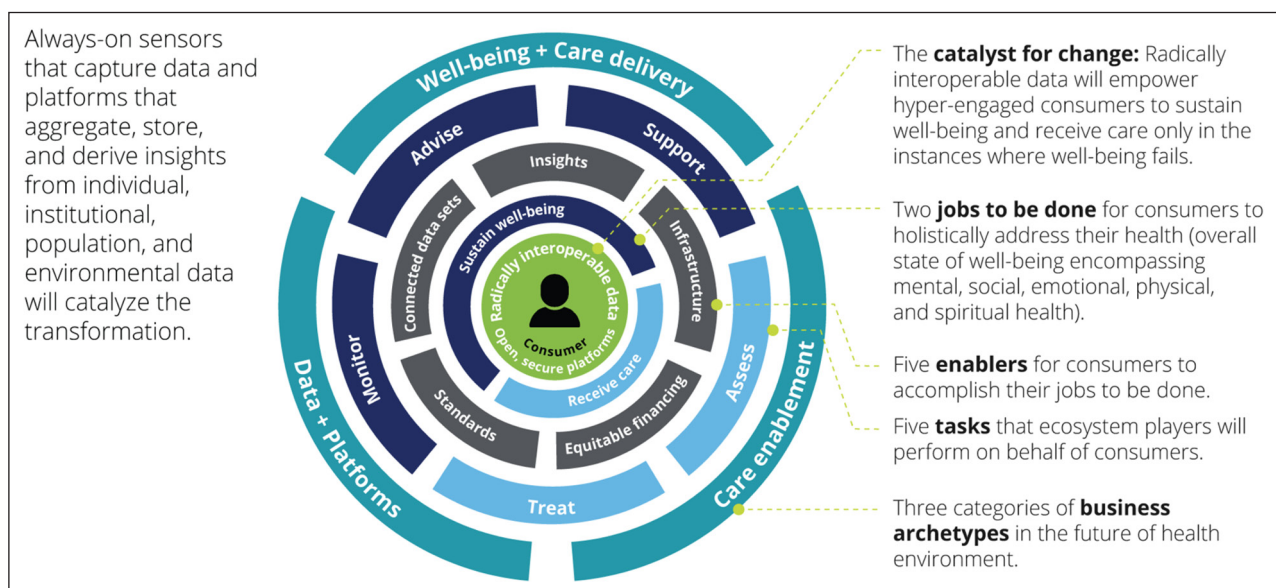 Always-on sensors
that capture data and
platforms that
aggregate, store,
and derive insights
from individual,
institutional,
population, and
environmental data
will catalyze the
transformation.
Well-being + Care delivery
Advise
Support
Insights
Connected data sets
Sustain well-being
Infrastructure
Radically interoperable data
Consumer
Open, secure platforms
Monitor
Receive care
Assess
Standards
Equitable financing
Treat
Data + Platforms
Care enablement
The catalyst for change: Radically
interoperable data will empower
hyper-engaged consumers to sustain
well-being and receive care only in the
instances where well-being fails.
Two jobs to be done for consumers to
holistically address their health (overall
state of well-being encompassing
mental, social, emotional, physical,
and spiritual health).
Five enablers for consumers to
accomplish their jobs to be done.
Five tasks that ecosystem players will
perform on behalf of consumers.
Three categories of business
archetypes in the future of health
environment.